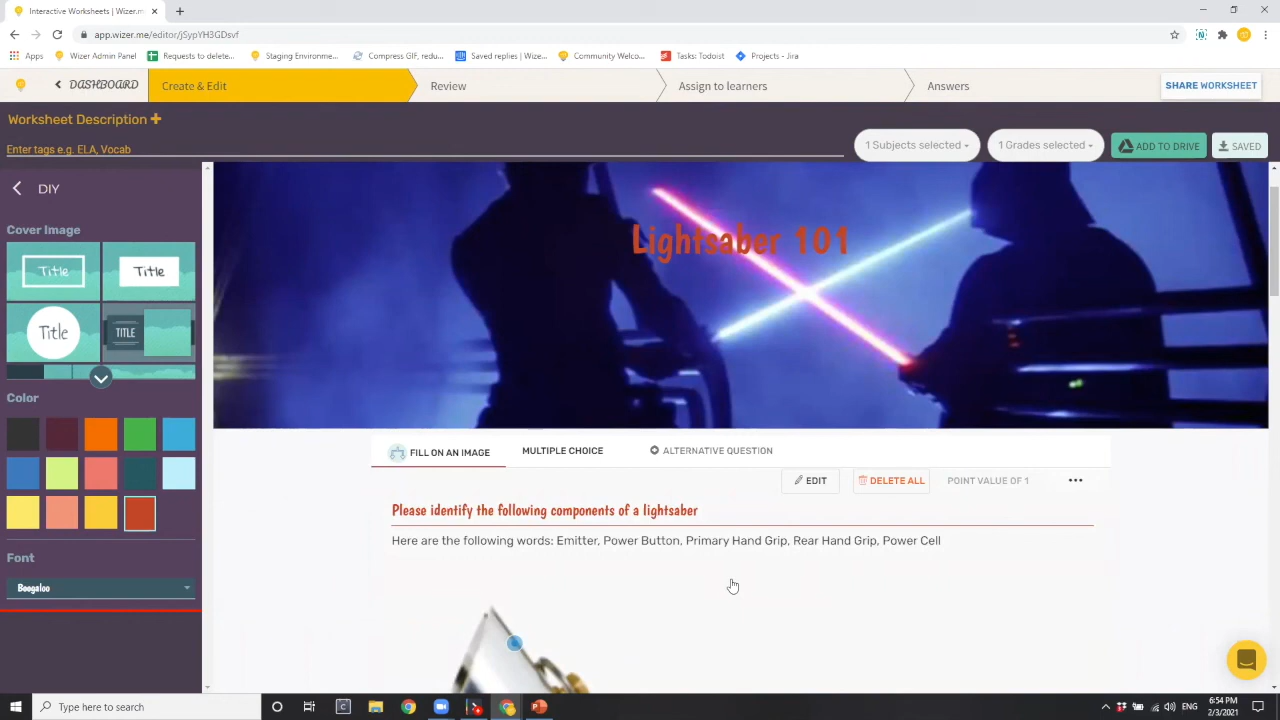 Interactive Worksheets | Wizer.m
app.wizer.me/editor/jSypYH3GDsvf
Apps
Wizer Admin Panel
Requests to delete...
Staging Environme...
Compress GIF, redu...
Saved replies | Wize...
Community Welco...
Tasks: Todoist
Projects - Jira
DASHBOARD
Create & Edit
Review
Assign to learners
Answers
SHARE WORKSHEET
Worksheet Description
Enter tags e.g. ELA, Vocab
1 Subjects selected
1 Grades selected
ADD TO DRIVE
SAVED
DIY
Cover Image
Title
Title
Title
TITLE
Color
Font
Boogaloo
Lightsaber 101
FILL ON AN IMAGE
MULTIPLE CHOICE
ALTERNATIVE QUESTION
EDIT
DELETE ALL
POINT VALUE OF 1
Please identify the following components of a lightsaber
Here are the following words: Emitter, Power Button, Primary Hand Grip, Rear Hand Grip, Power Cell
Type here to search
ENG
6:54 PM
2/3/2021